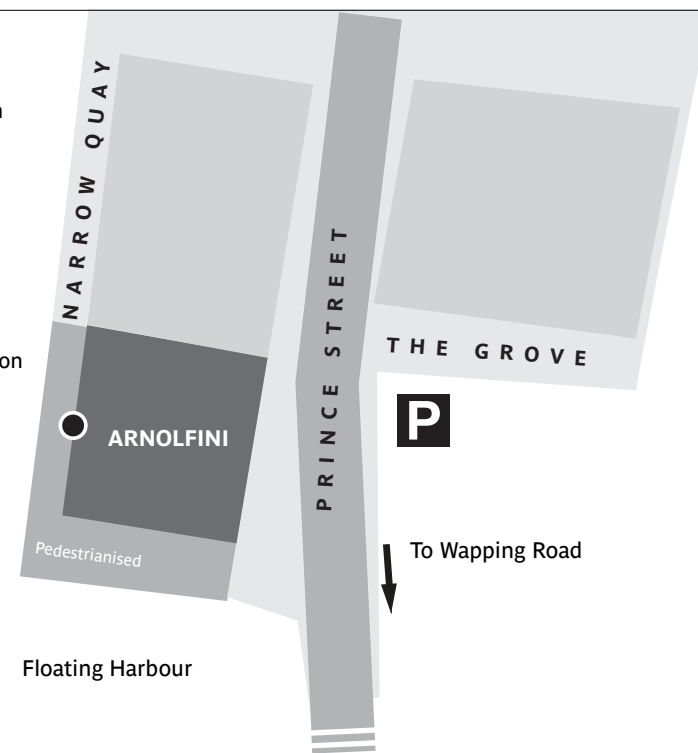 NARROW QUAY
PRINCE STREET
THE GROVE
P
ARNOLFINI
Pedestrianised
To Wapping Road
Floating Harbour